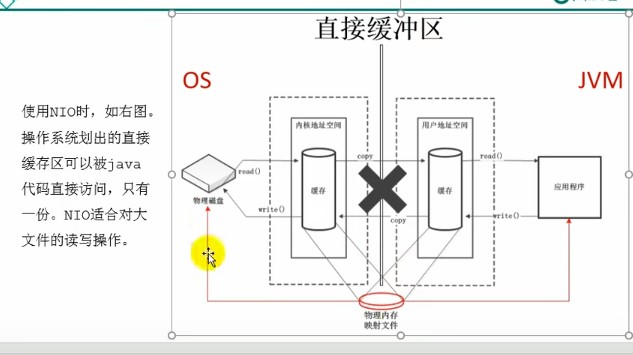 直接缓冲区
OS
JVM
使用NIO时，如右图。
操作系统划出的直接
缓存区可以被java
代码直接访问，只有
一份。NIO适合对大
文件的读写操作。
内核地址空间
用户地址空间
read()
copy
read()
物理磁盘
缓存
缓存
应用程序
write()
copy
write()
物理内存
映射文件